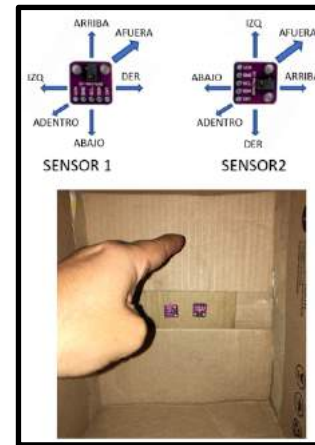 ARRIBA
AFUERA
IZQ
DER
ADENTRO
ABAJO
SENSOR 1
IZQ
AFUERA
ABAJO
ARRIBA
ADENTRO
DER
SENSOR2